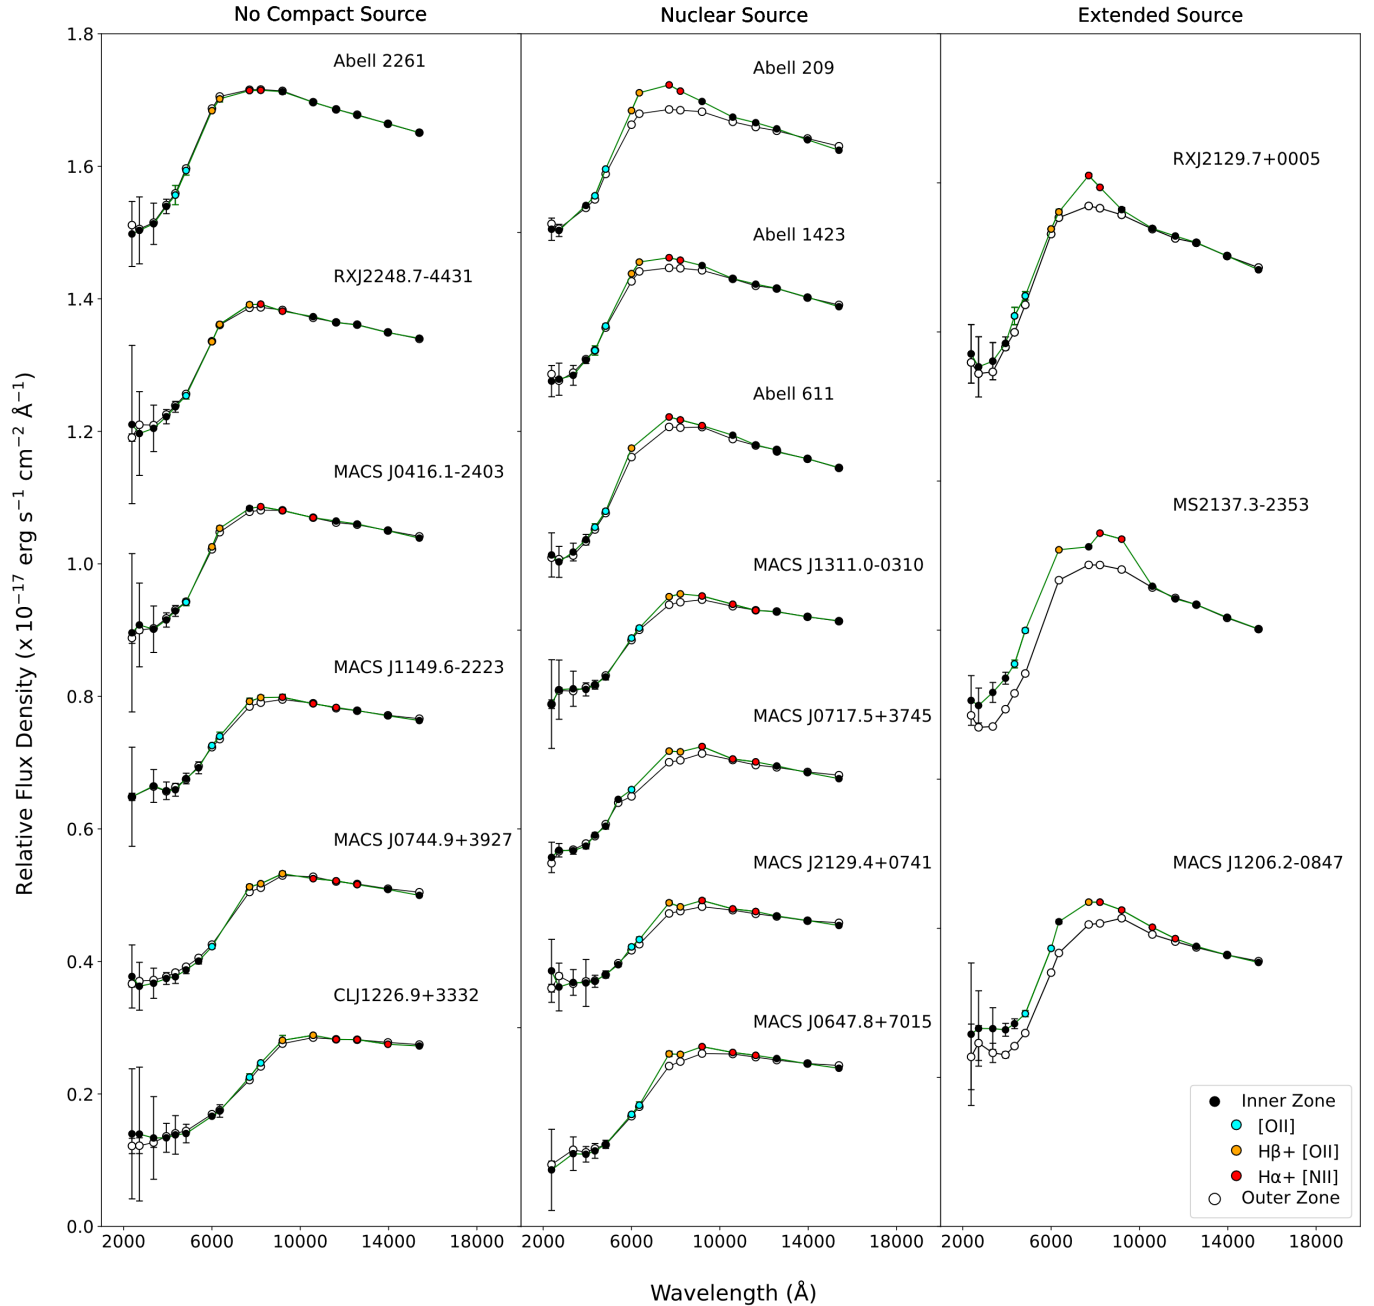 No Compact Source
Nuclear Source
Extended Source
Relative Flux Density (x 10⁻¹⁷ erg s⁻¹ cm⁻² Å⁻¹)
1.8
1.6
1.4
1.2
1.0
0.8
0.6
0.4
0.2
0.0
Abell 2261
RXJ2248.7-4431
MACS J0416.1-2403
MACS J1149.6-2223
MACS J0744.9+3927
CLJ1226.9+3332
Abell 209
Abell 1423
Abell 611
MACS J1311.0-0310
MACS J0717.5+3745
MACS J2129.4+0741
MACS J0647.8+7015
RXJ2129.7+0005
MS2137.3-2353
MACS J1206.2-0847
Inner Zone
[OII]
Hβ+ [OII]
Hα+ [NII]
Outer Zone
2000 6000 10000 14000 18000
2000 6000 10000 14000 18000
2000 6000 10000 14000 18000
Wavelength (Å)